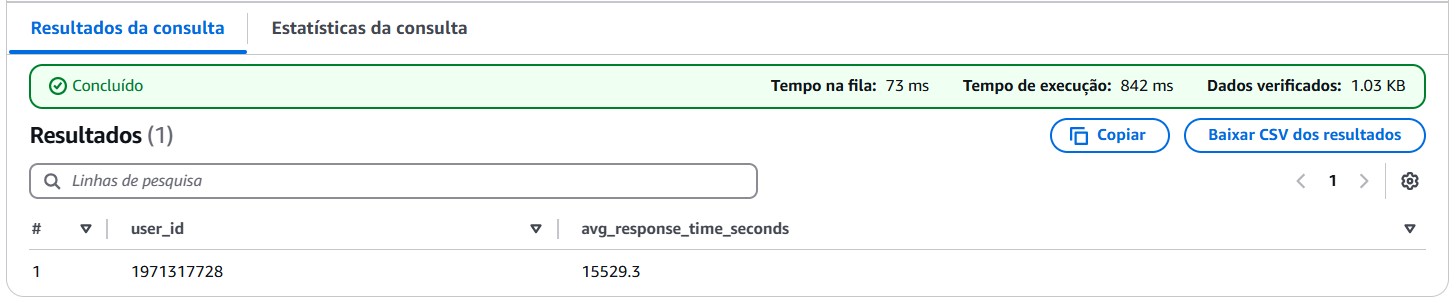 Resultados da consulta Estatísticas da consulta
Concluído Tempo na fila: 73 ms Tempo de execução: 842 ms Dados verificados: 1.03 KB
Resultados (1) Copiar Baixar CSV dos resultados
Linhas de pesquisa 1
# user_id avg_response_time_seconds
1 1971317728 15529.3